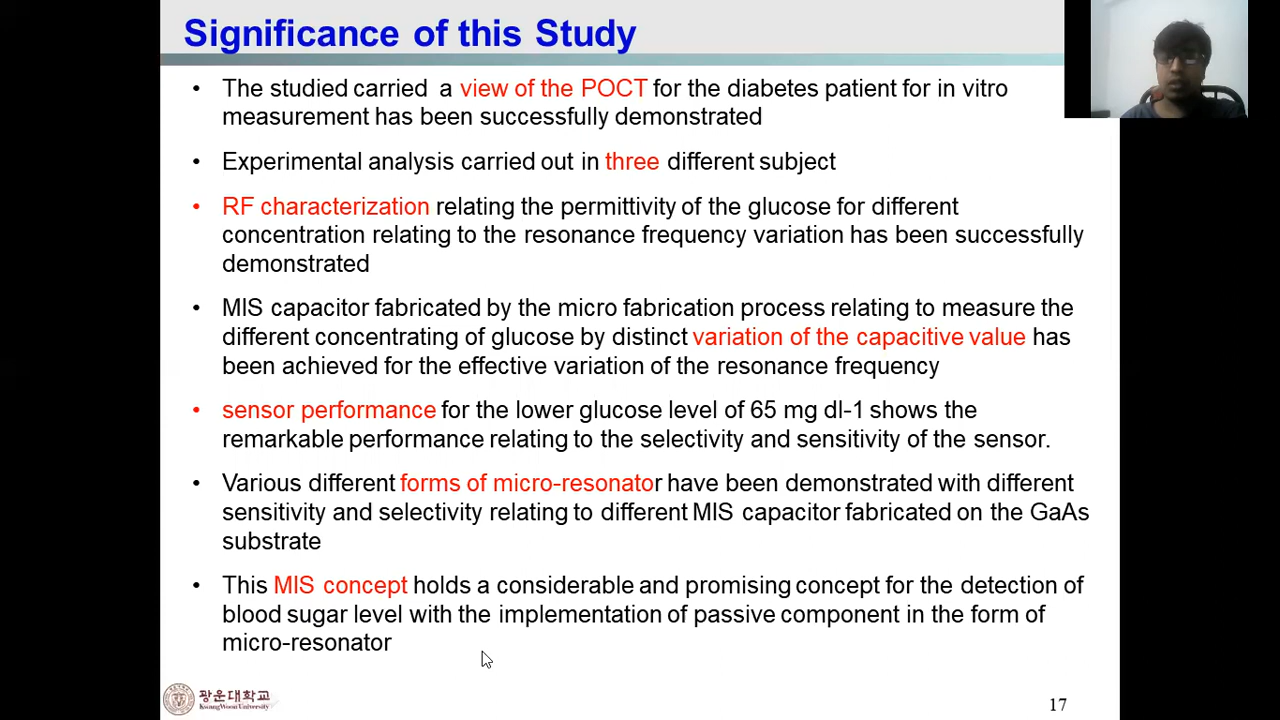 Significance of this Study
• The studied carried a view of the POCT for the diabetes patient for in vitro
measurement has been successfully demonstrated
• Experimental analysis carried out in three different subject
• RF characterization relating the permittivity of the glucose for different
concentration relating to the resonance frequency variation has been successfully
demonstrated
• MIS capacitor fabricated by the micro fabrication process relating to measure the
different concentrating of glucose by distinct variation of the capacitive value has
been achieved for the effective variation of the resonance frequency
• sensor performance for the lower glucose level of 65 mg dl-1 shows the
remarkable performance relating to the selectivity and sensitivity of the sensor.
• Various different forms of micro-resonator have been demonstrated with different
sensitivity and selectivity relating to different MIS capacitor fabricated on the GaAs
substrate
• This MIS concept holds a considerable and promising concept for the detection of
blood sugar level with the implementation of passive component in the form of
micro-resonator
광운대학교
KwangWoon University
17